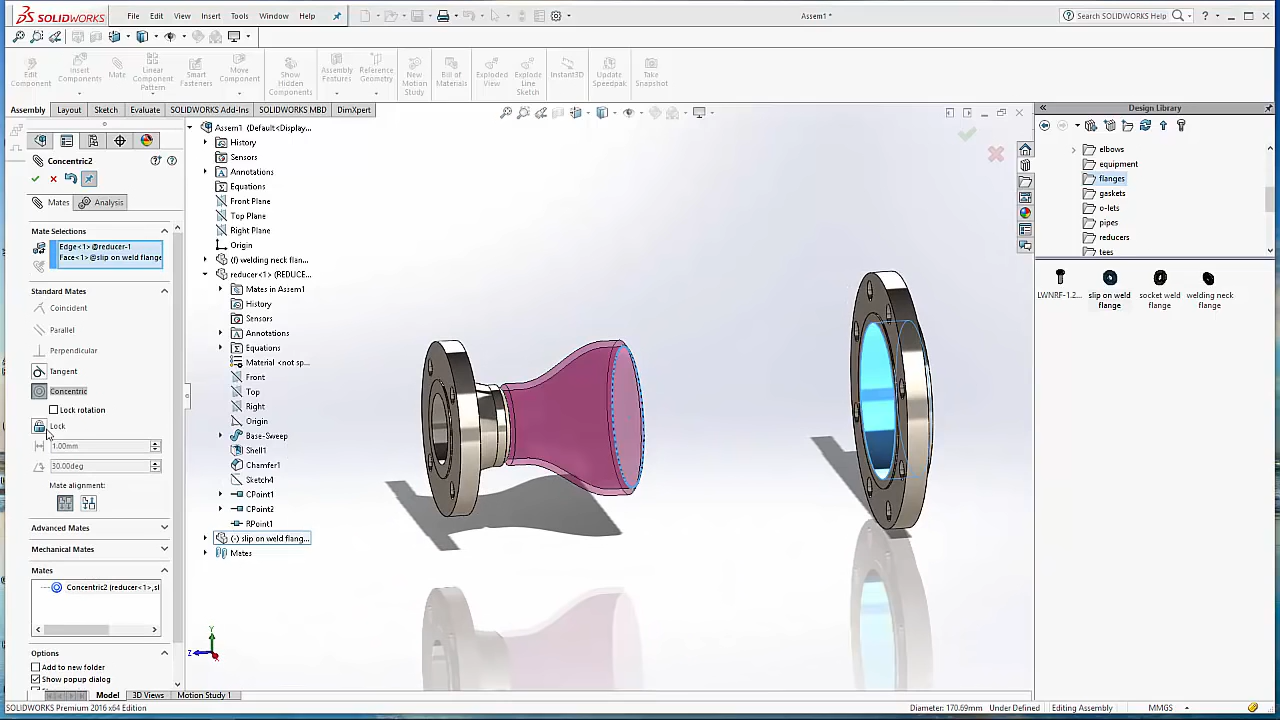 SOLIDWORKS File Edit View Insert Tools Window Help Assem1 * Search SOLIDWORKS Help ?
Edit Component Insert Components Mate Linear Component Pattern Smart Fasteners Move Component Show Hidden Components Assembly Features Reference Geometry New Motion Study Bill of Materials Exploded View Explode Line Sketch Instant3D Update Speedpak Take Snapshot
Assembly Layout Sketch Evaluate SOLIDWORKS Add-Ins SOLIDWORKS MBD DimXpert
Design Library
Concentric2
Mates Analysis
Mate Selections
Edge<1>@reducer-1
Face<1>@slip on weld flange
Standard Mates
Coincident
Parallel
Perpendicular
Tangent
Concentric
Lock rotation
Lock
1.00mm
30.00deg
Mate alignment:
Advanced Mates
Mechanical Mates
Mates
Concentric2 (reducer<1>,sl
Options
Add to new folder
Show popup dialog
Assem1 (Default<Display...
History
Sensors
Annotations
Equations
Front Plane
Top Plane
Right Plane
Origin
(f) welding neck flan...
reducer<1> (REDUCE...
Mates in Assem1
History
Sensors
Annotations
Equations
Material <not sp...
Front
Top
Right
Origin
Base-Sweep
Shell1
Chamfer1
Sketch4
CPoint1
CPoint2
RPoint1
(-) slip on weld flang...
Mates
Y
Z
elbows
equipment
flanges
gaskets
o-lets
pipes
reducers
tees
LWNRF-1.2... slip on weld flange socket weld flange welding neck flange
Model 3D Views Motion Study 1
SOLIDWORKS Premium 2016 x64 Edition Diameter: 170.69mm Under Defined Editing Assembly MMGS